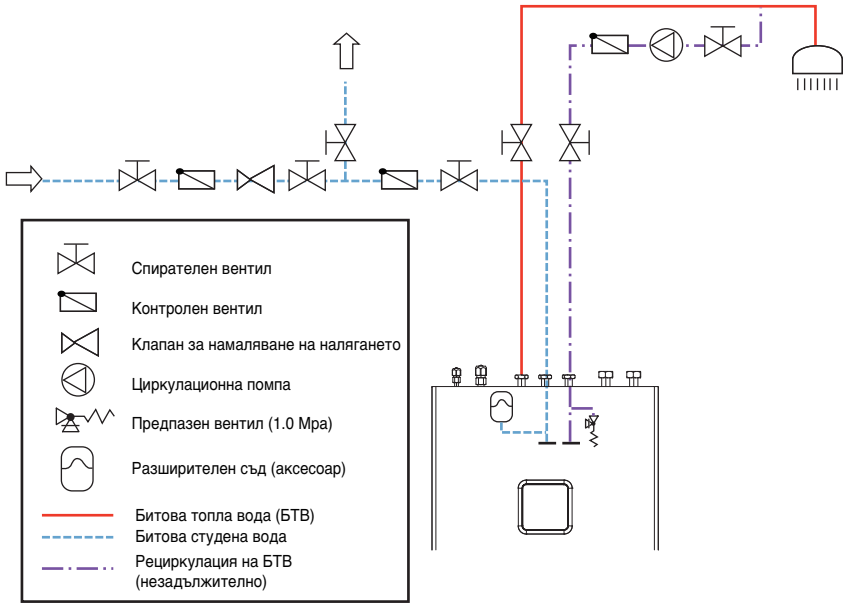 Спирателен вентил
Контролен вентил
Клапан за намаляване на налягането
Циркулационна помпа
Предпазен вентил (1.0 Mpa)
Разширителен съд (аксесоар)
Битова топла вода (БТВ)
Битова студена вода
Рециркулация на БТВ
(незадължително)